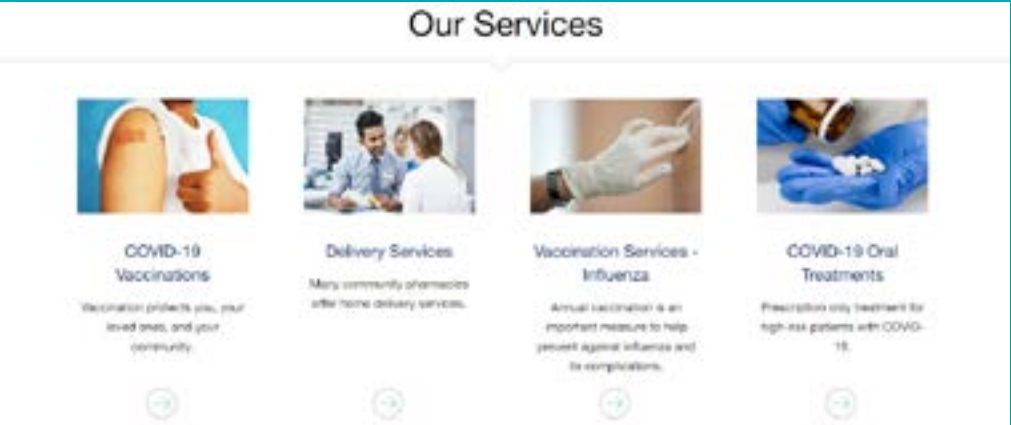 Our Services
COVID-19
Vaccinations
Vaccination protects you, your
loved ones, and your
community.
Delivery Services
Many community pharmacies
offer home delivery services.
Vaccination Services -
Influenza
Annual vaccination is an
important measure to help
prevent against influenza and
its complications.
COVID-19 Oral
Treatments
Prescription only treatment for
high-risk patients with COVID-
19.